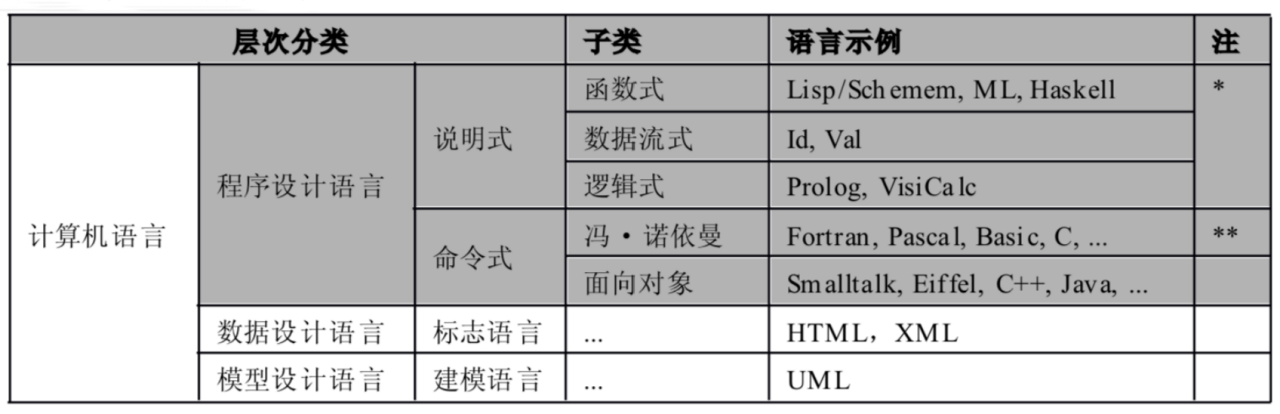 层次分类 子类 语言示例 注
函数式 Lisp/Schemem, ML, Haskell *
说明式 数据流式 Id, Val
程序设计语言 逻辑式 Prolog, VisiCalc
计算机语言 冯·诺依曼 Fortran, Pascal, Basic, C, ... **
命令式
面向对象 Smalltalk, Eiffel, C++, Java, ...
数据设计语言 标志语言 ... HTML，XML
模型设计语言 建模语言 ... UML